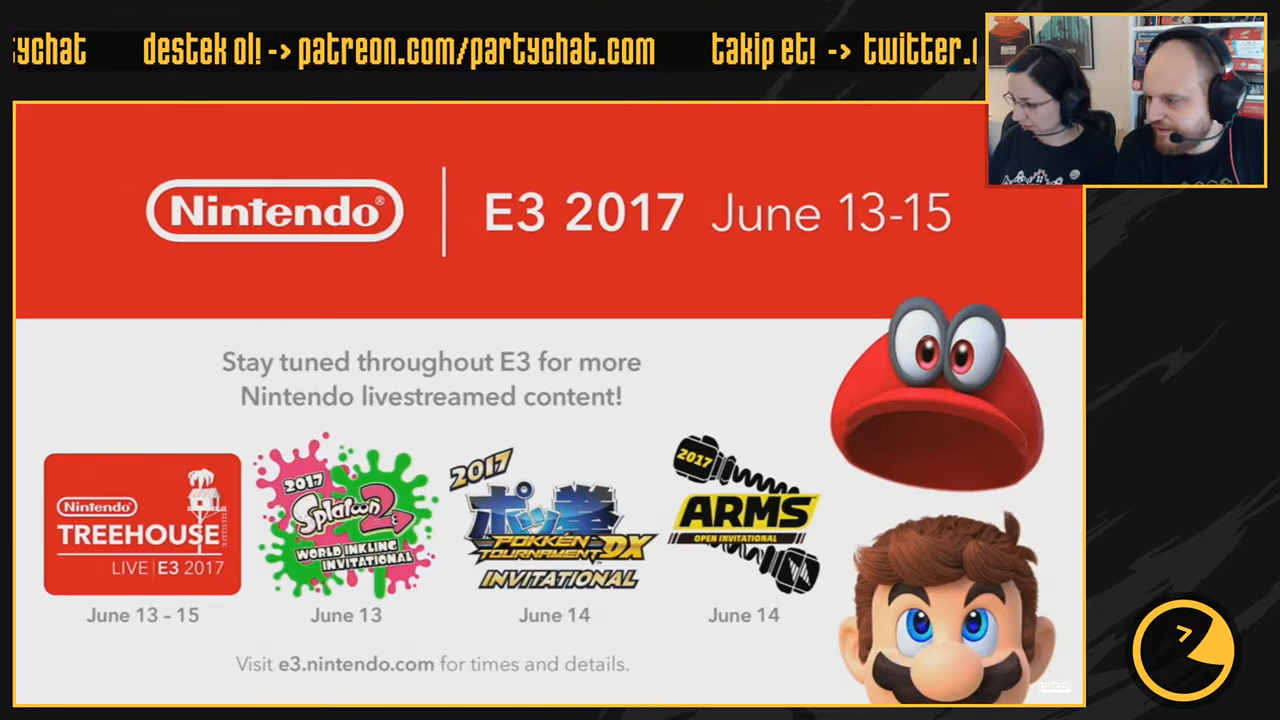 ychat destek ol! -> patreon.com/partychat.com takip et! -> twitter.
Nintendo® | E3 2017 June 13-15
Stay tuned throughout E3 for more
Nintendo livestreamed content!
Nintendo
TREEHOUSE
LIVE | E3 2017
June 13 – 15
2017
Splatoon 2
WORLD INKLING
INVITATIONAL
June 13
2017
ポッ拳
POKKÉN
TOURNAMENT DX
INVITATIONAL
June 14
2017
ARMS
OPEN INVITATIONAL
June 14
Visit e3.nintendo.com for times and details.
twitch